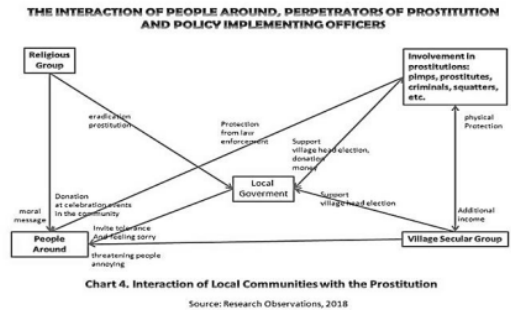 THE INTERACTION OF PEOPLE AROUND, PERPETRATORS OF PROSTITUTION
AND POLICY IMPLEMENTING OFFICERS
Religious
Group
Involvement in
prostitutions:
pimps, prostitutes,
criminals, squatters,
etc.
eradication
prostitution
Protection
from law
enforcement
physical
Protection
Support
village head election,
donation
money
Local
Goverment
Donation
at celebration events
in the community
Support
village head election
moral
message
Invite tolerance
And feeling sorry
Additional
income
People
Around
Village Secular Group
threatening people
annoying
Chart 4. Interaction of Local Communities with the Prostitution
Source: Research Observations, 2018